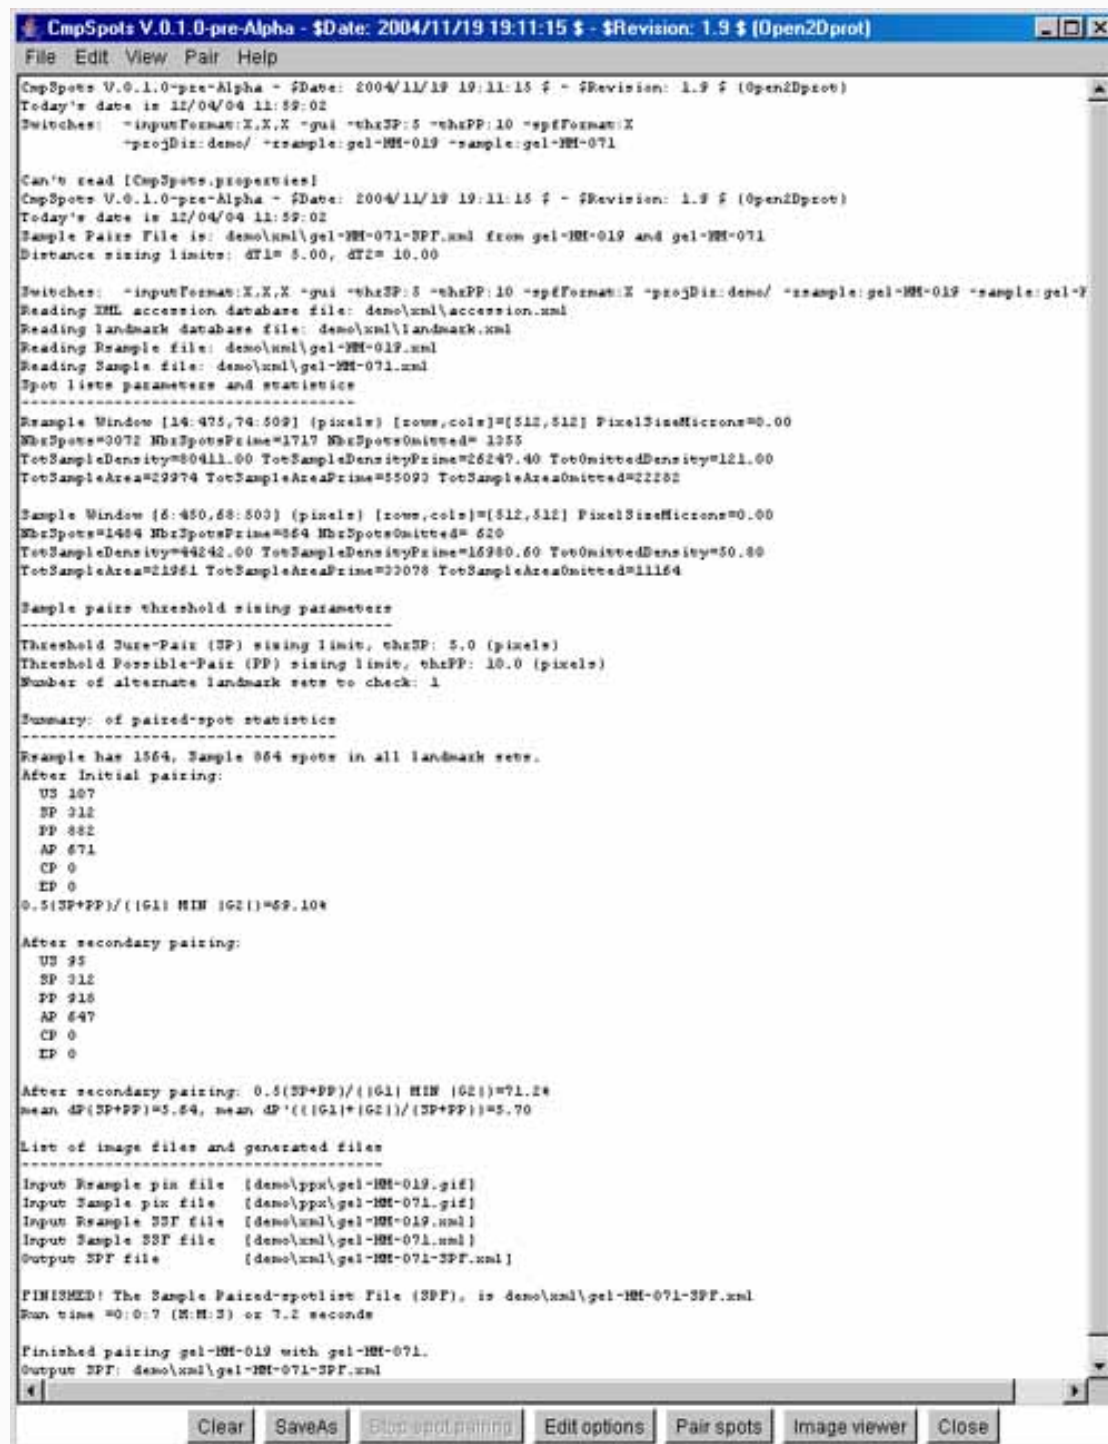 CmpSpots V.0.1.0-pre-Alpha - $Date: 2004/11/19 19:11:15 $ - $Revision: 1.9 $ (Open2Dprot)
File Edit View Pair Help
CmpSpots V.0.1.0-pre-Alpha - $Date: 2004/11/19 19:11:15 $ - $Revision: 1.9 $ (Open2Dprot)
Today's date is 12/04/04 11:59:02
Switches: -inputFormat:X,X,X -gui -thrSP:5 -thrPP:10 -spfFormat:X
-projDir:demo/ -rsample:gel-HM-019 -sample:gel-HM-071
Can't read [CmpSpots.properties]
CmpSpots V.0.1.0-pre-Alpha - $Date: 2004/11/19 19:11:15 $ - $Revision: 1.9 $ (Open2Dprot)
Today's date is 12/04/04 11:59:02
Sample Pairs File is: demo\xml\gel-HM-071-SPF.xml from gel-HM-019 and gel-HM-071
Distance sizing limits: dT1= 5.00, dT2= 10.00
Switches: -inputFormat:X,X,X -gui -thrSP:5 -thrPP:10 -spfFormat:X -projDir:demo/ -rsample:gel-HM-019 -sample:gel-H
Reading XML accession database file: demo\xml\accession.xml
Reading landmark database file: demo\xml\landmark.xml
Reading Rsample file: demo\xml\gel-HM-019.xml
Reading Sample file: demo\xml\gel-HM-071.xml
Spot lists parameters and statistics
------------------------------------
Rsample Window [14:475,74:509] (pixels) [rows,cols]=[512,512] PixelSizeMicrons=0.00
NbrSpots=3072 NbrSpotsPrime=1717 NbrSpotsOmitted= 1355
TotSampleDensity=80411.00 TotSampleDensityPrime=26247.40 TotOmittedDensity=121.00
TotSampleArea=29974 TotSampleAreaPrime=55093 TotSampleAreaOmitted=22282
Sample Window [6:450,68:503] (pixels) [rows,cols]=[512,512] PixelSizeMicrons=0.00
NbrSpots=1484 NbrSpotsPrime=864 NbrSpotsOmitted= 620
TotSampleDensity=44242.00 TotSampleDensityPrime=16980.60 TotOmittedDensity=50.80
TotSampleArea=21961 TotSampleAreaPrime=33078 TotSampleAreaOmitted=11164
Sample pairs threshold sizing parameters
----------------------------------------
Threshold Sure-Pair (SP) sizing limit, thrSP: 5.0 (pixels)
Threshold Possible-Pair (PP) sizing limit, thrPP: 10.0 (pixels)
Number of alternate landmark sets to check: 1
Summary: of paired-spot statistics
----------------------------------
Rsample has 1564, Sample 864 spots in all landmark sets.
After Initial pairing:
US 107
SP 312
PP 882
AP 671
CP 0
EP 0
0.5(SP+PP)/(|G1| MIN |G2|)=69.10%
After secondary pairing:
US 95
SP 312
PP 918
AP 647
CP 0
EP 0
After secondary pairing: 0.5(SP+PP)/(|G1| MIN |G2|)=71.2%
mean dP(SP+PP)=5.64, mean dP'((|G1|+|G2|)/(SP+PP))=5.70
List of image files and generated files
---------------------------------------
Input Rsample pix file [demo\ppx\gel-HM-019.gif]
Input Sample pix file [demo\ppx\gel-HM-071.gif]
Input Rsample SSF file [demo\xml\gel-HM-019.xml]
Input Sample SSF file [demo\xml\gel-HM-071.xml]
Output SPF file [demo\xml\gel-HM-071-SPF.xml]
FINISHED! The Sample Paired-spotlist File (SPF), is demo\xml\gel-HM-071-SPF.xml
Run time =0:0:7 (H:M:S) or 7.2 seconds
Finished pairing gel-HM-019 with gel-HM-071.
Output SPF: demo\xml\gel-HM-071-SPF.xml
Clear SaveAs Stop spot pairing Edit options Pair spots Image viewer Close